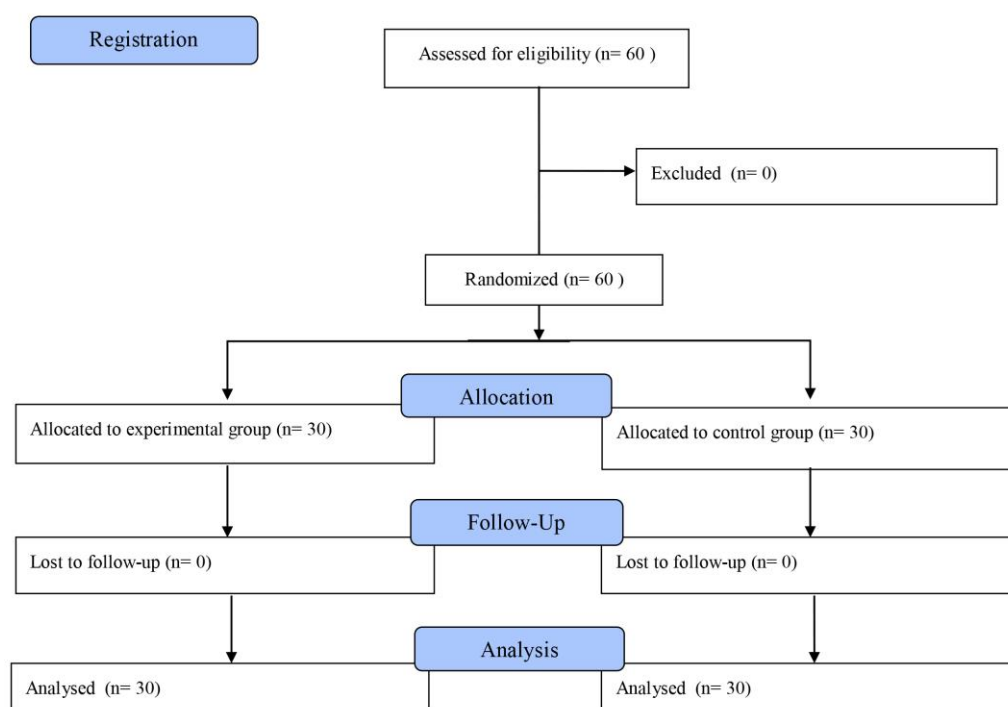 Registration
Assessed for eligibility (n= 60 )
Excluded (n= 0)
Randomized (n= 60 )
Allocation
Allocated to experimental group (n= 30)
Allocated to control group (n= 30)
Follow-Up
Lost to follow-up (n= 0)
Lost to follow-up (n= 0)
Analysis
Analysed (n= 30)
Analysed (n= 30)